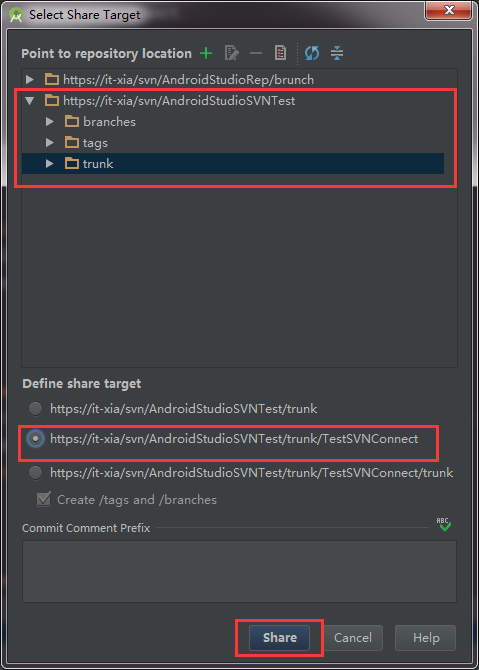 Select Share Target
Point to repository location
https://it-xia/svn/AndroidStudioRep/brunch
https://it-xia/svn/AndroidStudioSVNTest
branches
tags
trunk
Define share target
https://it-xia/svn/AndroidStudioSVNTest/trunk
https://it-xia/svn/AndroidStudioSVNTest/trunk/TestSVNConnect
https://it-xia/svn/AndroidStudioSVNTest/trunk/TestSVNConnect/trunk
Create /tags and /branches
Commit Comment Prefix
ABC
Share Cancel Help